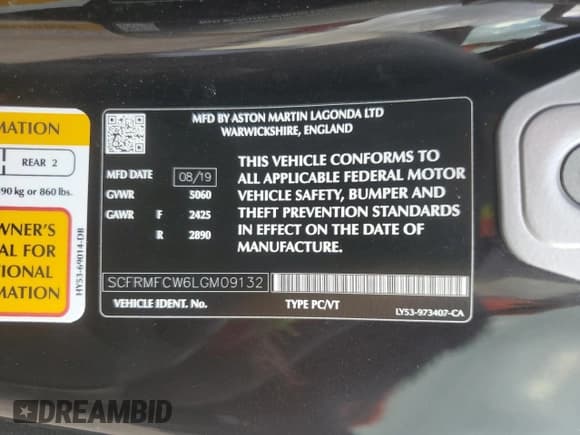 MFD BY ASTON MARTIN LAGONDA LTD
WARWICKSHIRE, ENGLAND
MFD DATE 08/19
GVWR 5060
GAWR F 2425
R 2890
THIS VEHICLE CONFORMS TO
ALL APPLICABLE FEDERAL MOTOR
VEHICLE SAFETY, BUMPER AND
THEFT PREVENTION STANDARDS
IN EFFECT ON THE DATE OF
MANUFACTURE.
SCFRMFCW6LGM09132
VEHICLE IDENT. No. TYPE PC/VT
LY53-973407-CA
MATION
REAR 2
90 kg or 860 lbs.
WNER'S
AL FOR
TIONAL
RMATION
HY53-69014-DB
DREAMBID